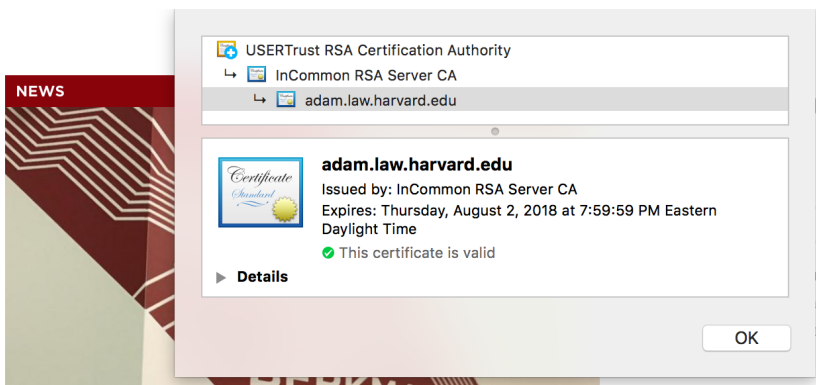 NEWS
USERTrust RSA Certification Authority
InCommon RSA Server CA
adam.law.harvard.edu
Certificate
Standard
adam.law.harvard.edu
Issued by: InCommon RSA Server CA
Expires: Thursday, August 2, 2018 at 7:59:59 PM Eastern
Daylight Time
This certificate is valid
Details
OK